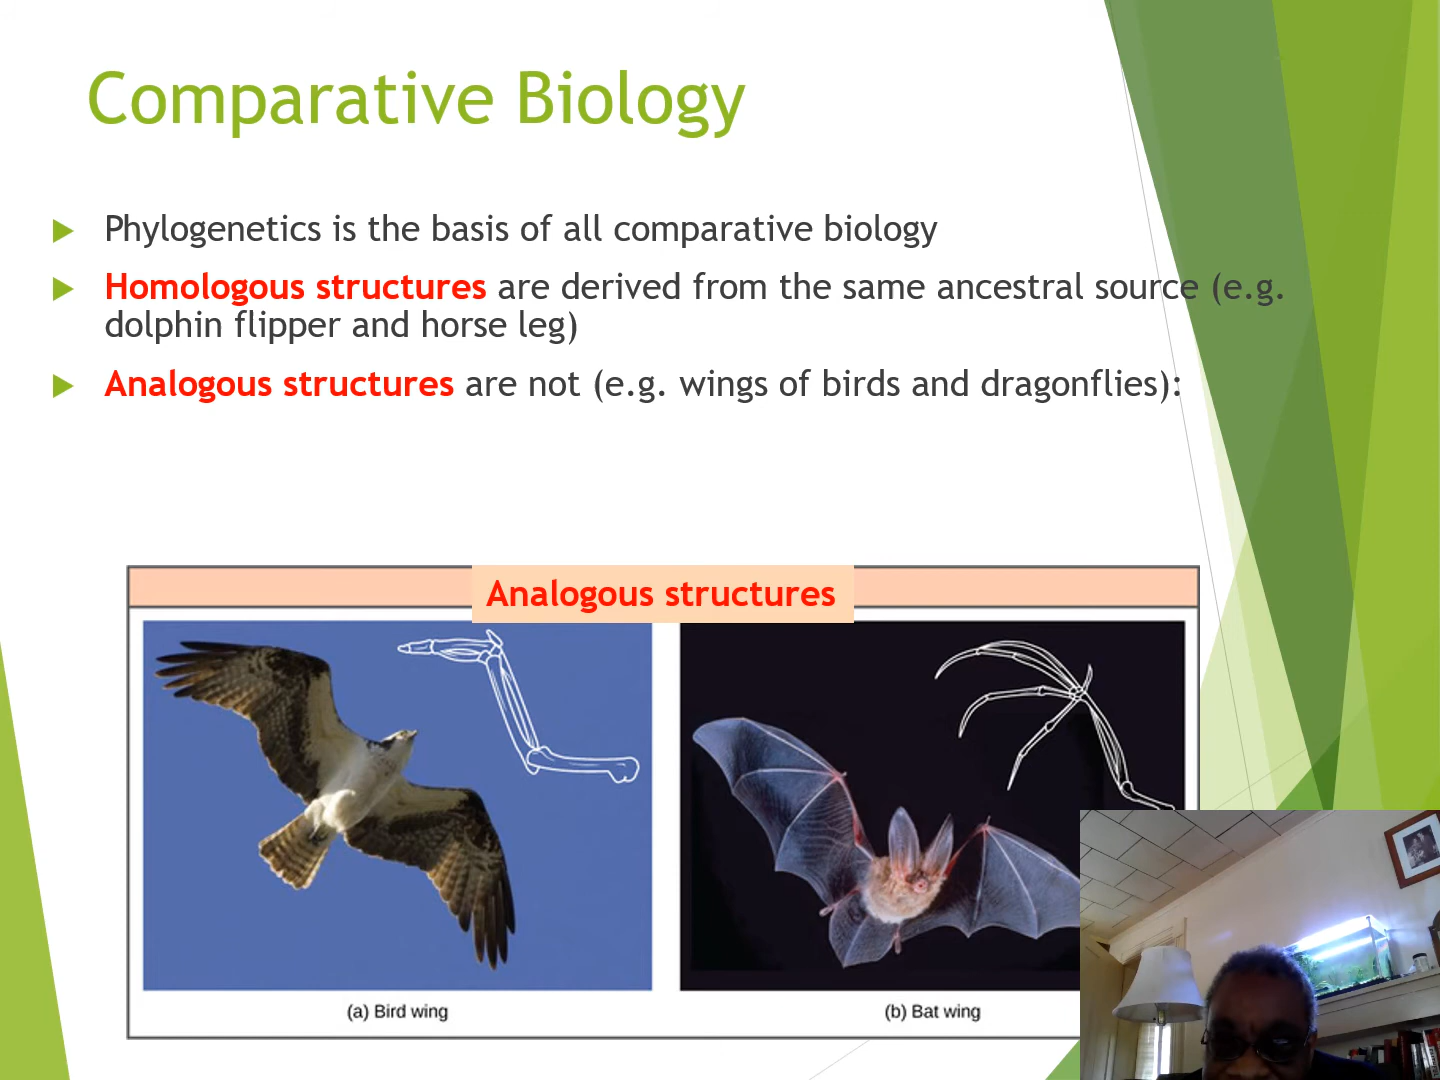 Comparative Biology
Phylogenetics is the basis of all comparative biology
Homologous structures are derived from the same ancestral source (e.g.
dolphin flipper and horse leg)
Analogous structures are not (e.g. wings of birds and dragonflies):
Analogous structures
(a) Bird wing
(b) Bat wing